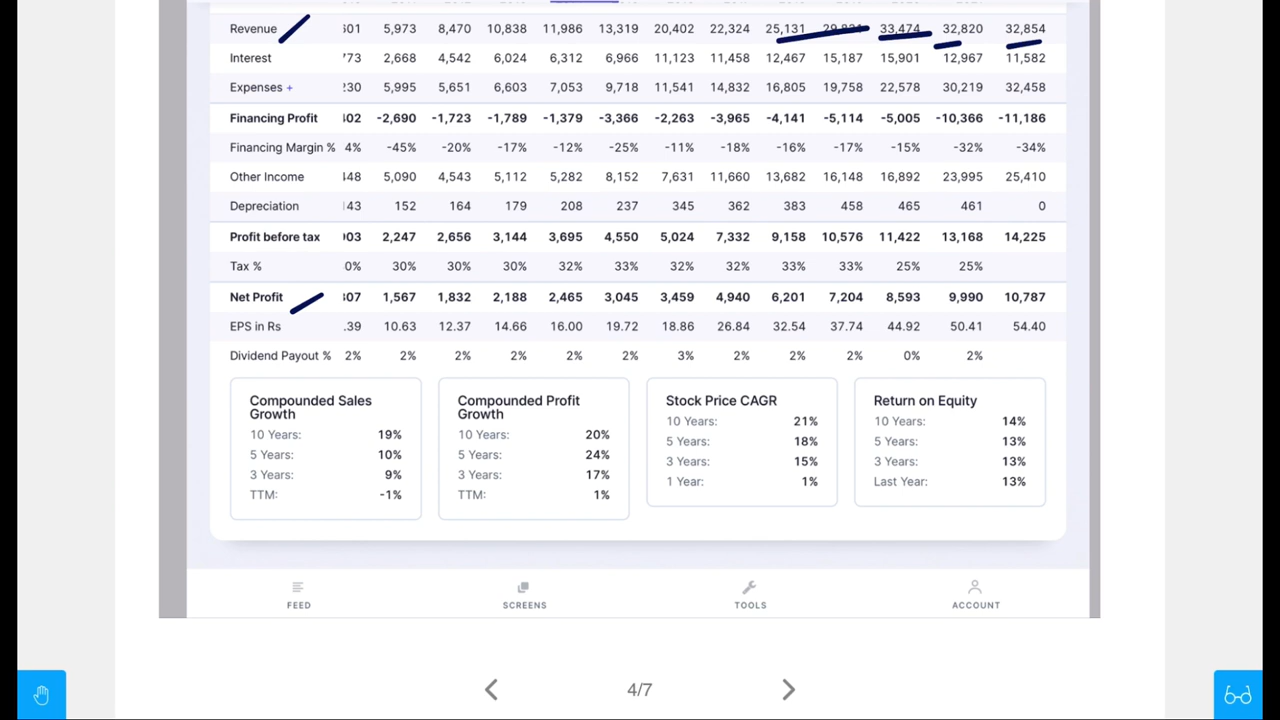 Revenue 601 5,973 8,470 10,838 11,986 13,319 20,402 22,324 25,131 29,831 33,474 32,820 32,854
Interest 773 2,668 4,542 6,024 6,312 6,966 11,123 11,458 12,467 15,187 15,901 12,967 11,582
Expenses + 230 5,995 5,651 6,603 7,053 9,718 11,541 14,832 16,805 19,758 22,578 30,219 32,458
Financing Profit 402 -2,690 -1,723 -1,789 -1,379 -3,366 -2,263 -3,965 -4,141 -5,114 -5,005 -10,366 -11,186
Financing Margin % 4% -45% -20% -17% -12% -25% -11% -18% -16% -17% -15% -32% -34%
Other Income 448 5,090 4,543 5,112 5,282 8,152 7,631 11,660 13,682 16,148 16,892 23,995 25,410
Depreciation 43 152 164 179 208 237 345 362 383 458 465 461 0
Profit before tax 03 2,247 2,656 3,144 3,695 4,550 5,024 7,332 9,158 10,576 11,422 13,168 14,225
Tax % 0% 30% 30% 30% 32% 33% 32% 32% 33% 33% 25% 25%
Net Profit 07 1,567 1,832 2,188 2,465 3,045 3,459 4,940 6,201 7,204 8,593 9,990 10,787
EPS in Rs .39 10.63 12.37 14.66 16.00 19.72 18.86 26.84 32.54 37.74 44.92 50.41 54.40
Dividend Payout % 2% 2% 2% 2% 2% 2% 3% 2% 2% 2% 0% 2%
Compounded Sales
Growth
10 Years: 19%
5 Years: 10%
3 Years: 9%
TTM: -1%
Compounded Profit
Growth
10 Years: 20%
5 Years: 24%
3 Years: 17%
TTM: 1%
Stock Price CAGR
10 Years: 21%
5 Years: 18%
3 Years: 15%
1 Year: 1%
Return on Equity
10 Years: 14%
5 Years: 13%
3 Years: 13%
Last Year: 13%
FEED SCREENS TOOLS ACCOUNT
4/7